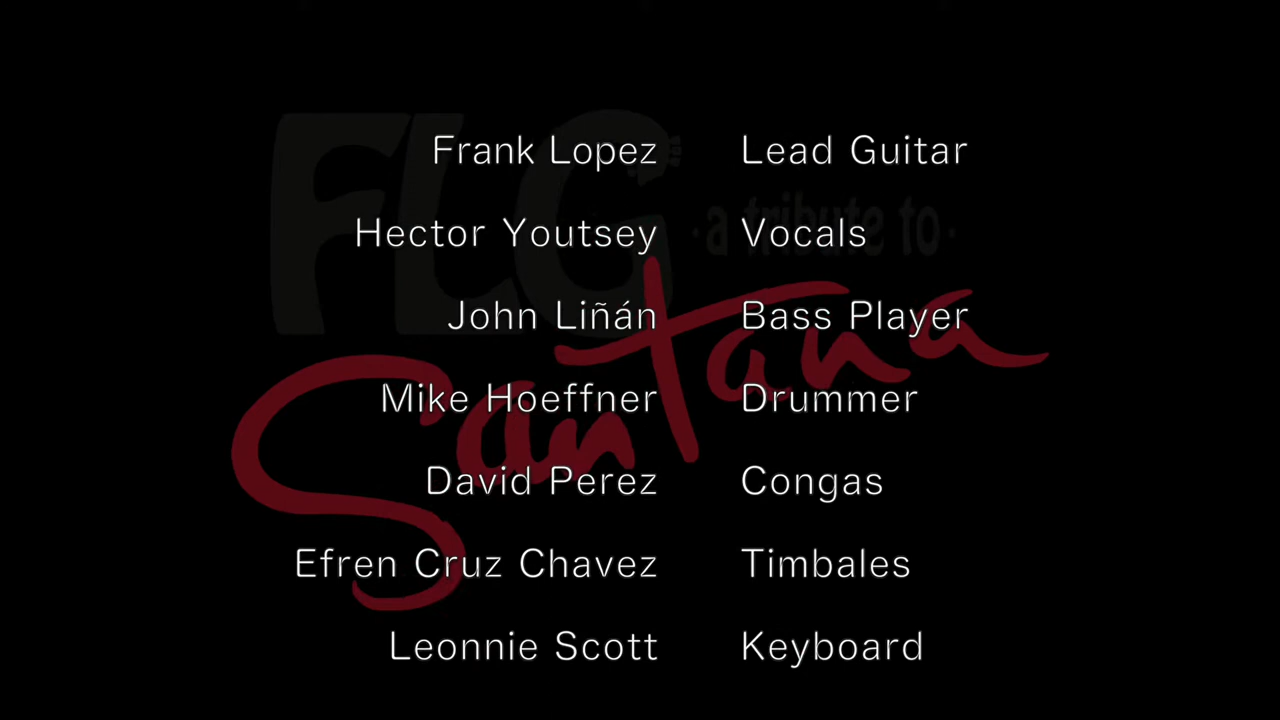 FLG
Frank Lopez Lead Guitar
· a tribute to ·
Hector Youtsey Vocals
Santana
John Liñán Bass Player
Mike Hoeffner Drummer
David Perez Congas
Efren Cruz Chavez Timbales
Leonnie Scott Keyboard